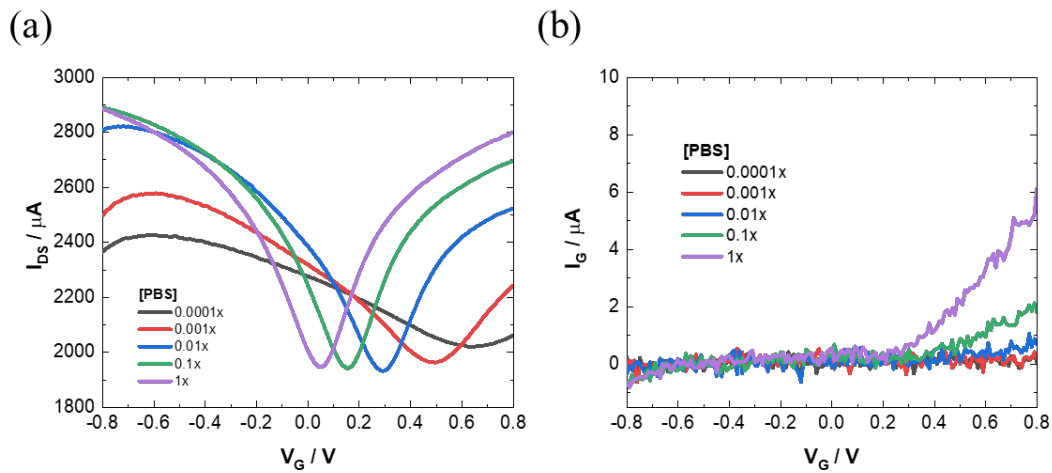 (a)
3000
2800
2600
2400
2200
2000
1800
I_DS / μA
[PBS]
0.0001x
0.001x
0.01x
0.1x
1x
-0.8 -0.6 -0.4 -0.2 0.0 0.2 0.4 0.6 0.8
V_G / V
(b)
10
8
6
4
2
0
I_G / μA
[PBS]
0.0001x
0.001x
0.01x
0.1x
1x
-0.8 -0.6 -0.4 -0.2 0.0 0.2 0.4 0.6 0.8
V_G / V